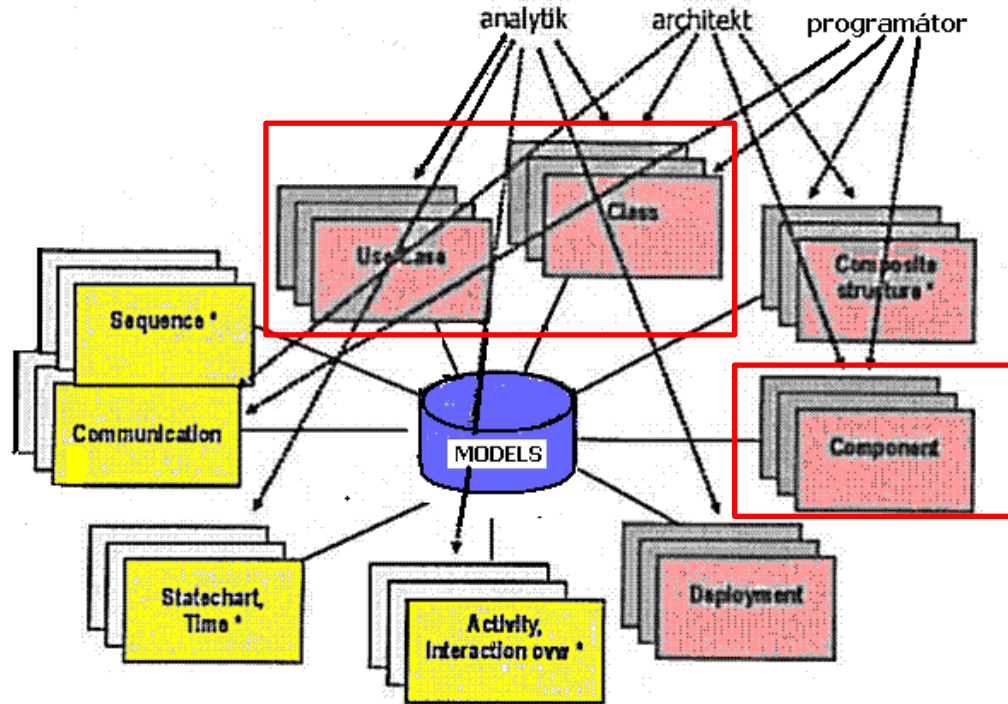 analytik
architekt
programátor
Class
Use Case
Composite
structure *
Sequence *
Communication
MODELS
Component
Statechart,
Time *
Activity,
Interaction ovw *
Deployment